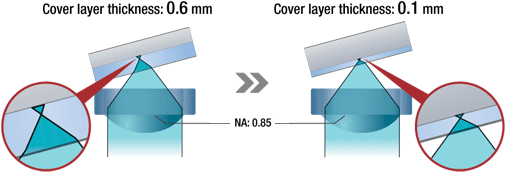 Cover layer thickness: 0.6 mm
Cover layer thickness: 0.1 mm
NA: 0.85